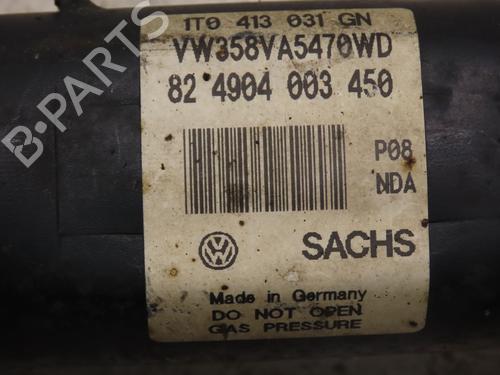 1T0 413 031 GN
VW358VA5470WD
82 4904 003 450
P08
NDA
SACHS
Made in Germany
DO NOT OPEN
GAS PRESSURE
B-PARTS